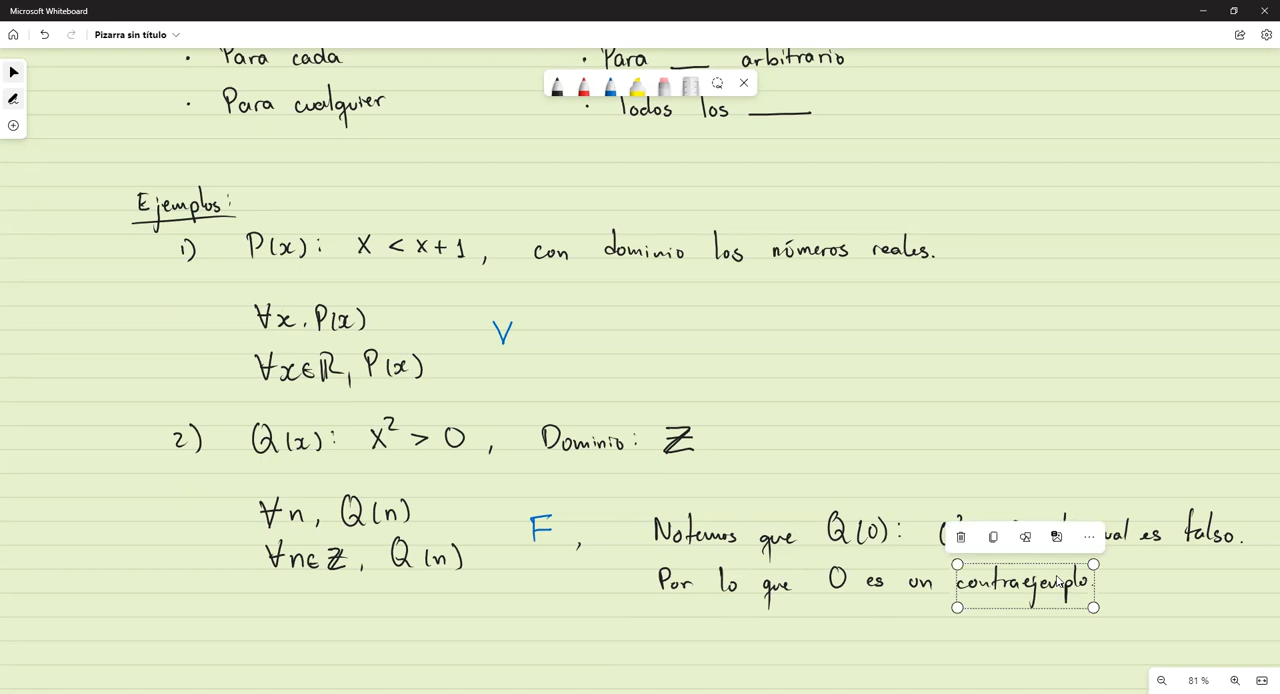 Microsoft Whiteboard
Pizarra sin título
· Para cada
· Para ___ arbitrario
· Para cualquier
· Todos los ____
Ejemplos:
1) P(x): x < x+1, con dominio los números reales.
∀x, P(x)
V
∀x∈ℝ, P(x)
2) Q(x): x² > 0, Dominio: ℤ
∀n, Q(n)
F, Notemos que Q(0): es falso.
∀n∈ℤ, Q(n)
Por lo que 0 es un contraejemplo.
81 %